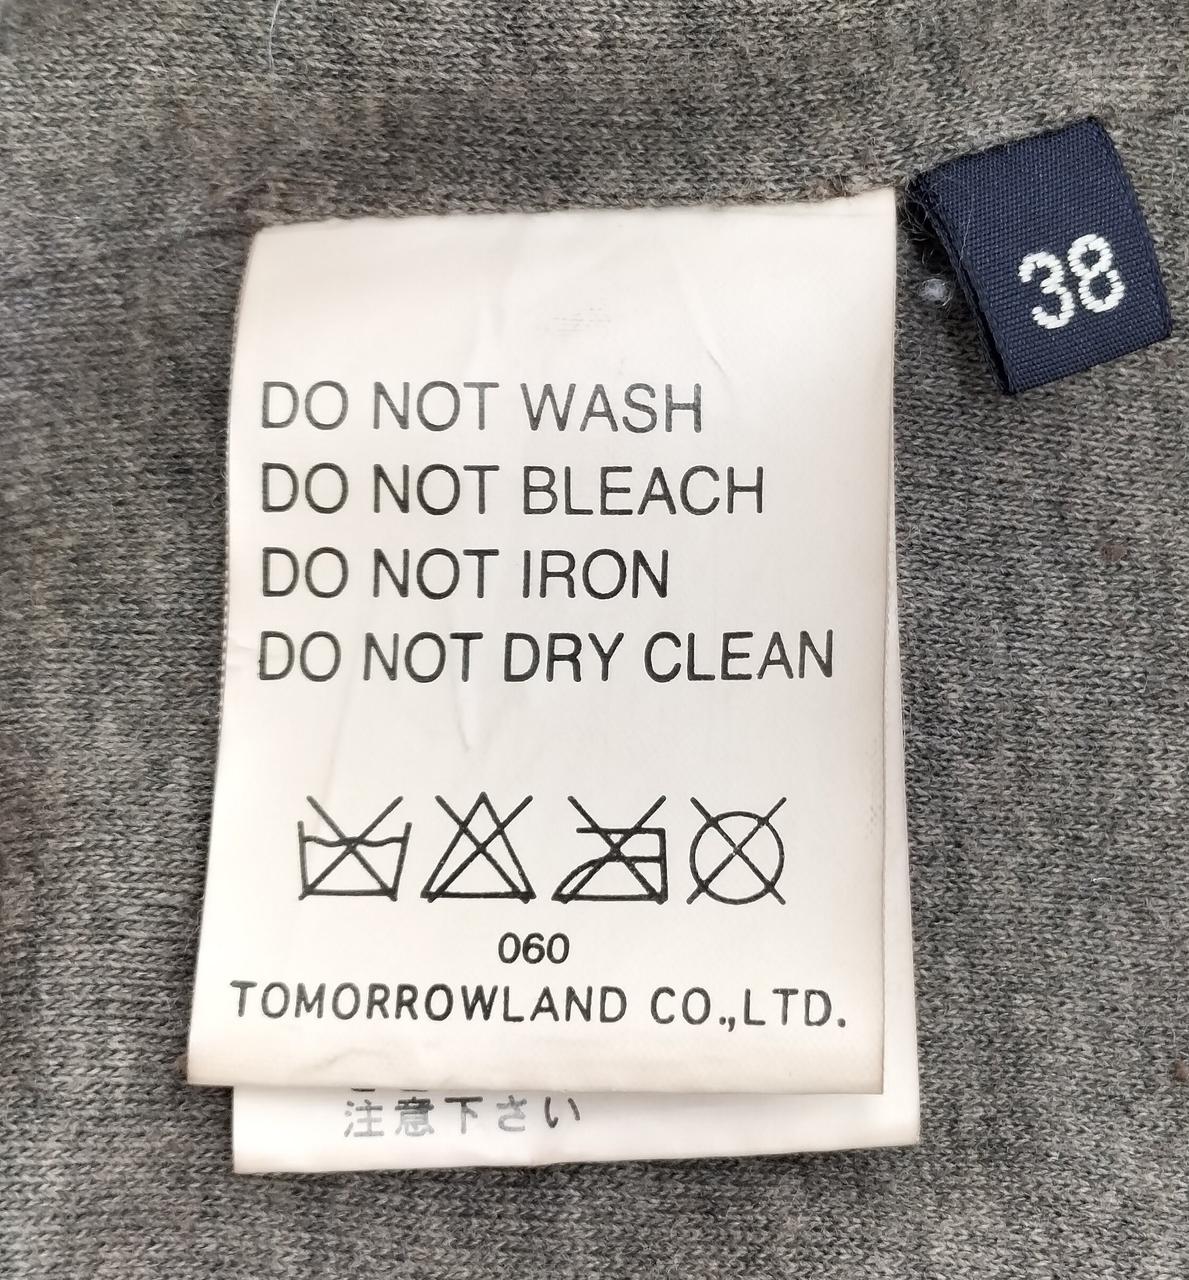 38
DO NOT WASH
DO NOT BLEACH
DO NOT IRON
DO NOT DRY CLEAN
060
TOMORROWLAND CO.,LTD.
注意下さい